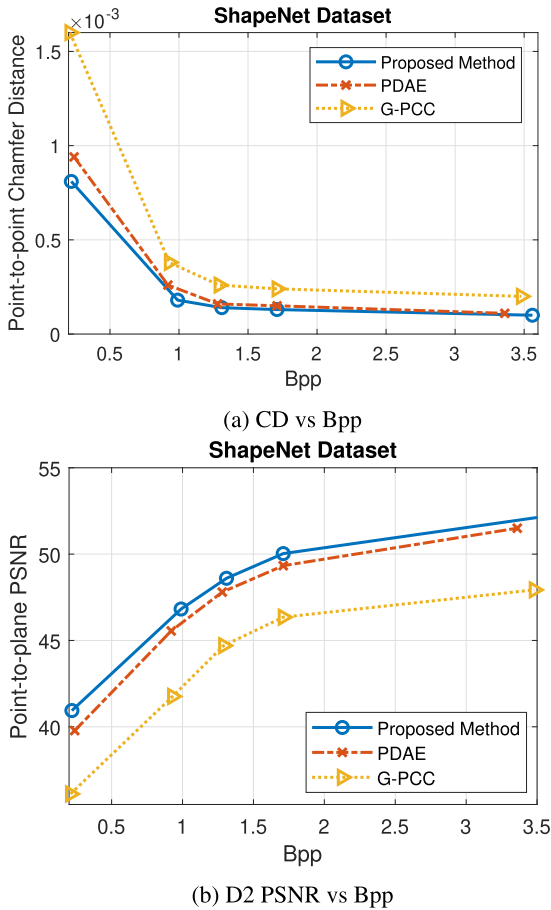 ShapeNet Dataset
×10⁻³
Point-to-point Chamfer Distance
1.5
1
0.5
0
Proposed Method
PDAE
G-PCC
0.5 1 1.5 2 2.5 3 3.5
Bpp
(a) CD vs Bpp
ShapeNet Dataset
Point-to-plane PSNR
55
50
45
40
Proposed Method
PDAE
G-PCC
0.5 1 1.5 2 2.5 3 3.5
Bpp
(b) D2 PSNR vs Bpp